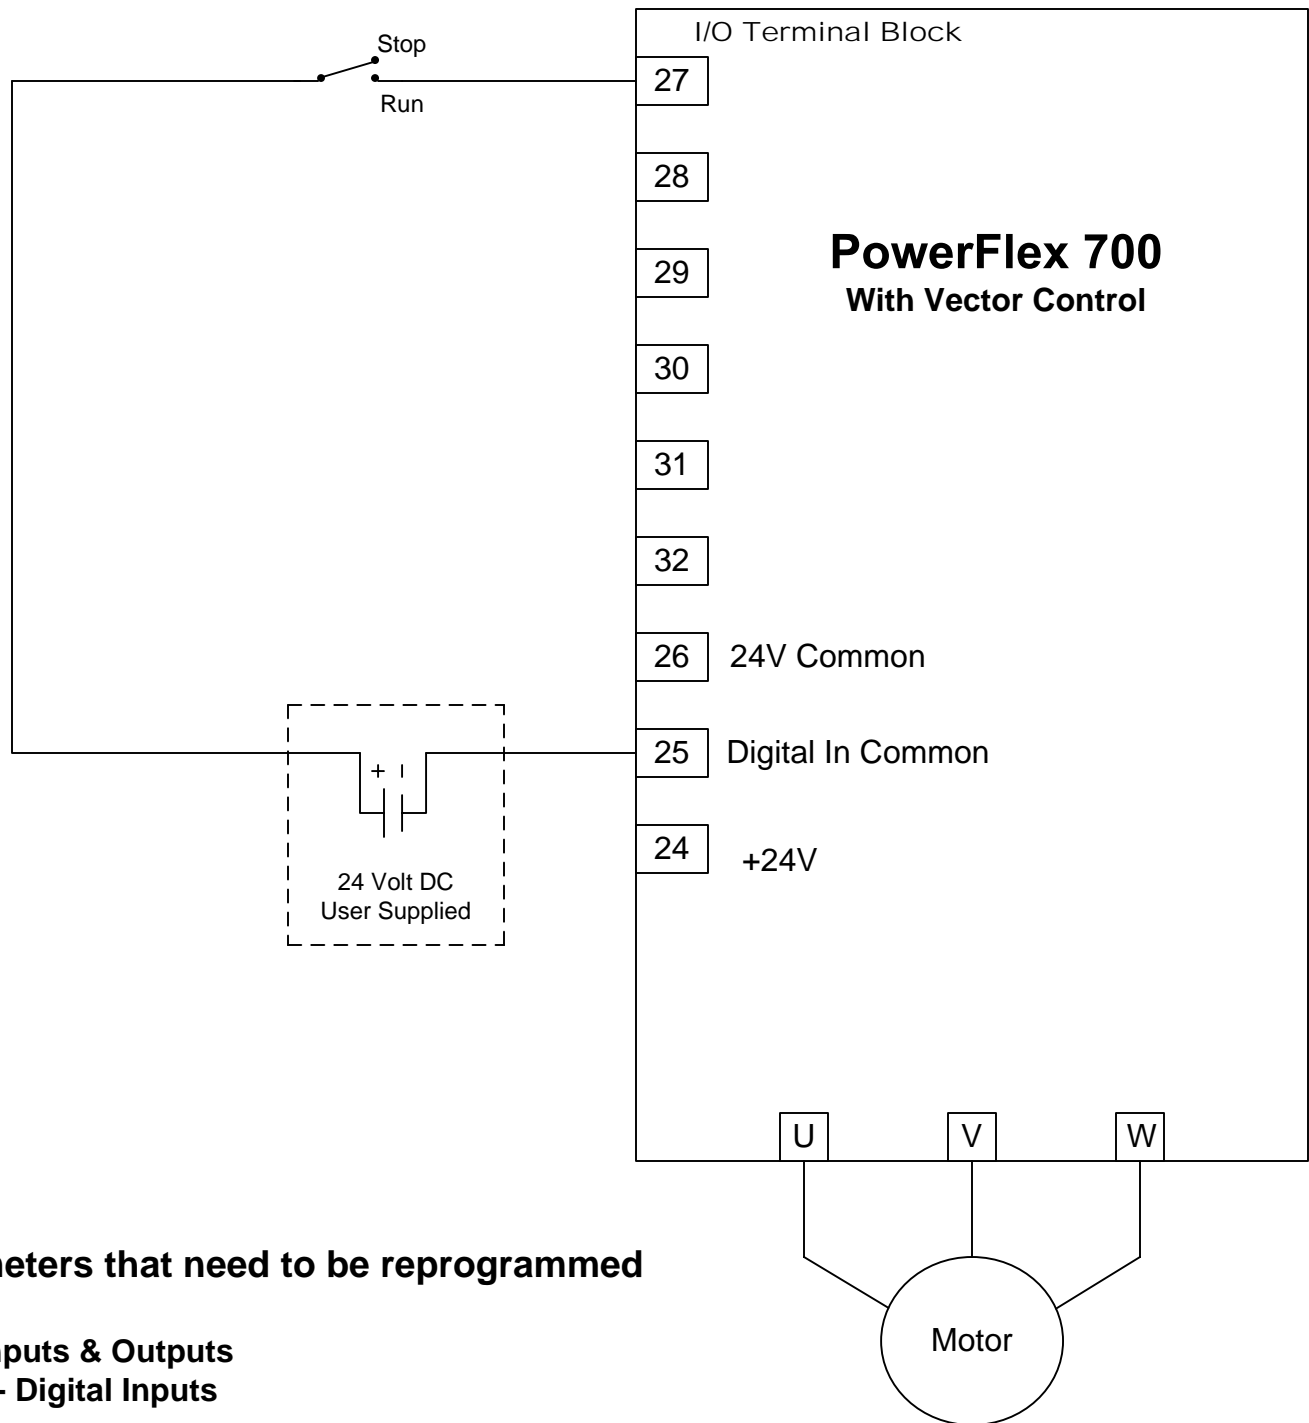 I/O Terminal Block
Stop
Run
27
28
29
30
31
32
26 24V Common
25 Digital In Common
24 +24V
PowerFlex 700
With Vector Control
+ -
24 Volt DC
User Supplied
U V W
Motor
that need to be reprogrammed
& Outputs
- Digital Inputs